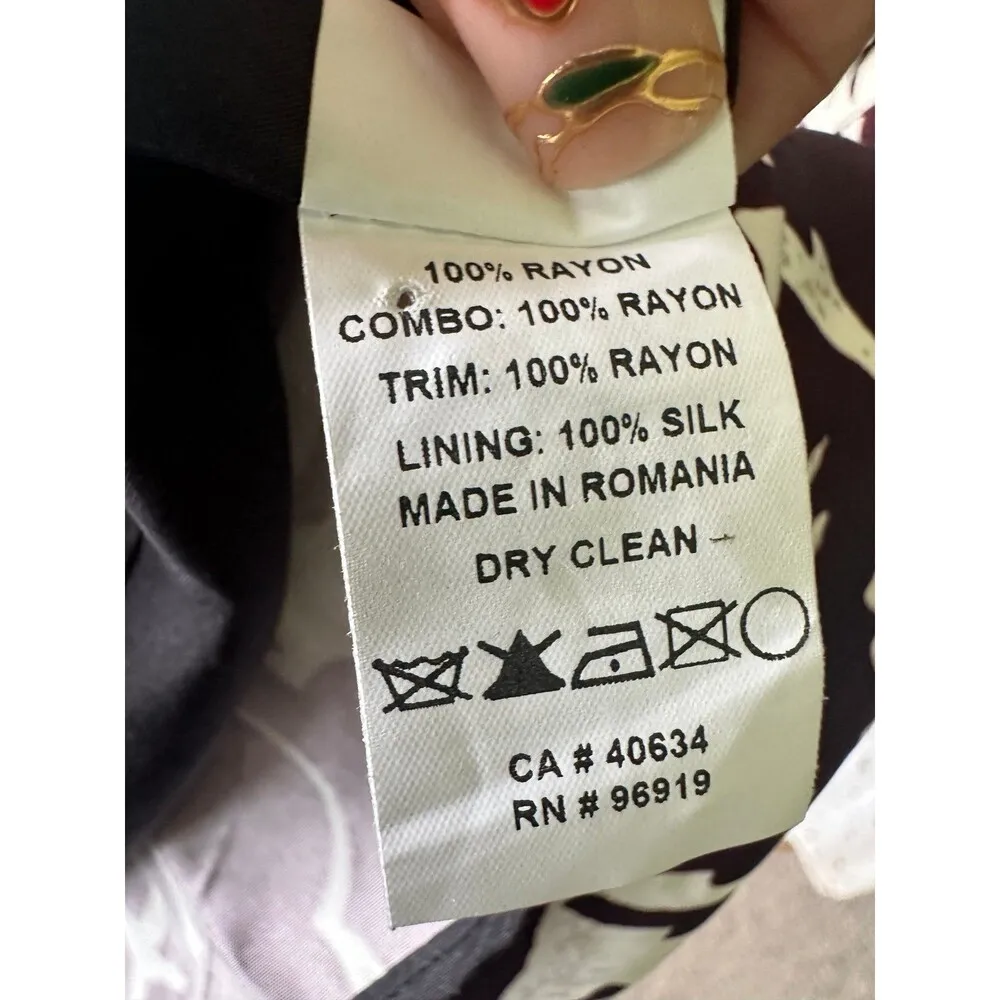 100% RAYON
COMBO: 100% RAYON
TRIM: 100% RAYON
LINING: 100% SILK
MADE IN ROMANIA
DRY CLEAN
CA # 40634
RN # 96919